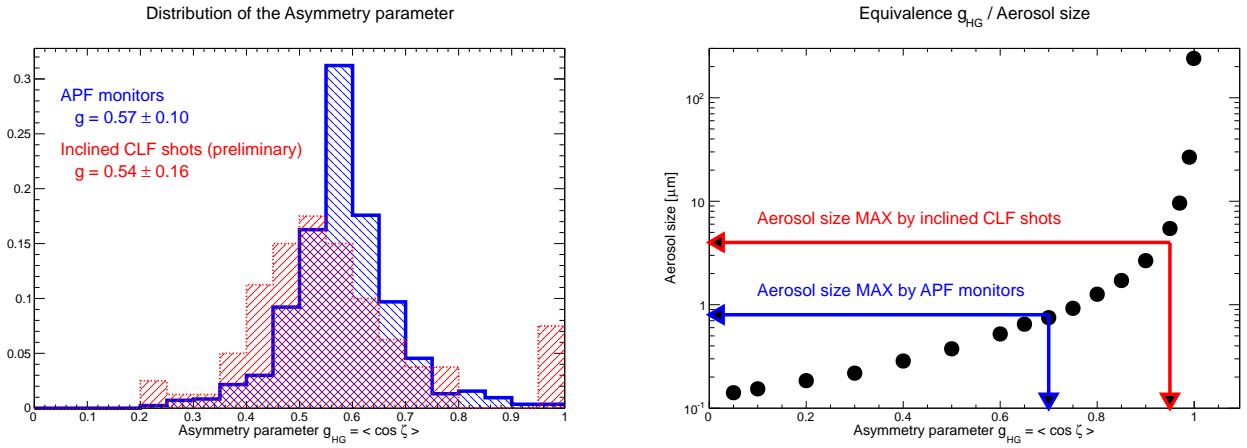 Distribution of the Asymmetry parameter
0.3
0.25
0.2
0.15
0.1
0.05
0
APF monitors
g = 0.57 ± 0.10
Inclined CLF shots (preliminary)
g = 0.54 ± 0.16
0 0.1 0.2 0.3 0.4 0.5 0.6 0.7 0.8 0.9 1
Asymmetry parameter g_HG = < cos ζ >
Equivalence g_HG / Aerosol size
Aerosol size [μm]
10²
10
1
10⁻¹
Aerosol size MAX by inclined CLF shots
Aerosol size MAX by APF monitors
0 0.2 0.4 0.6 0.8 1
Asymmetry parameter g_HG = < cos ζ >